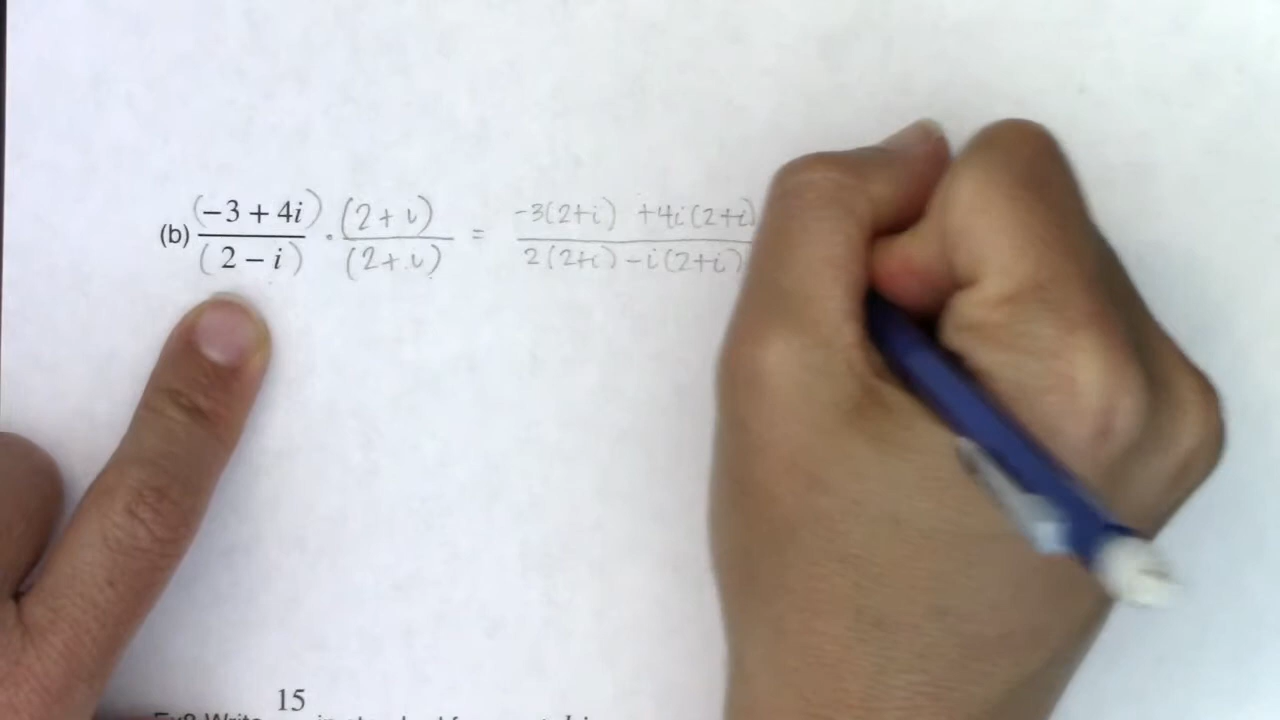 (b) (-3 + 4i) / (2 - i) · (2 + i) / (2 + i) = -3(2+i) +4i(2+i) / 2(2+i) - i(2+i)
15